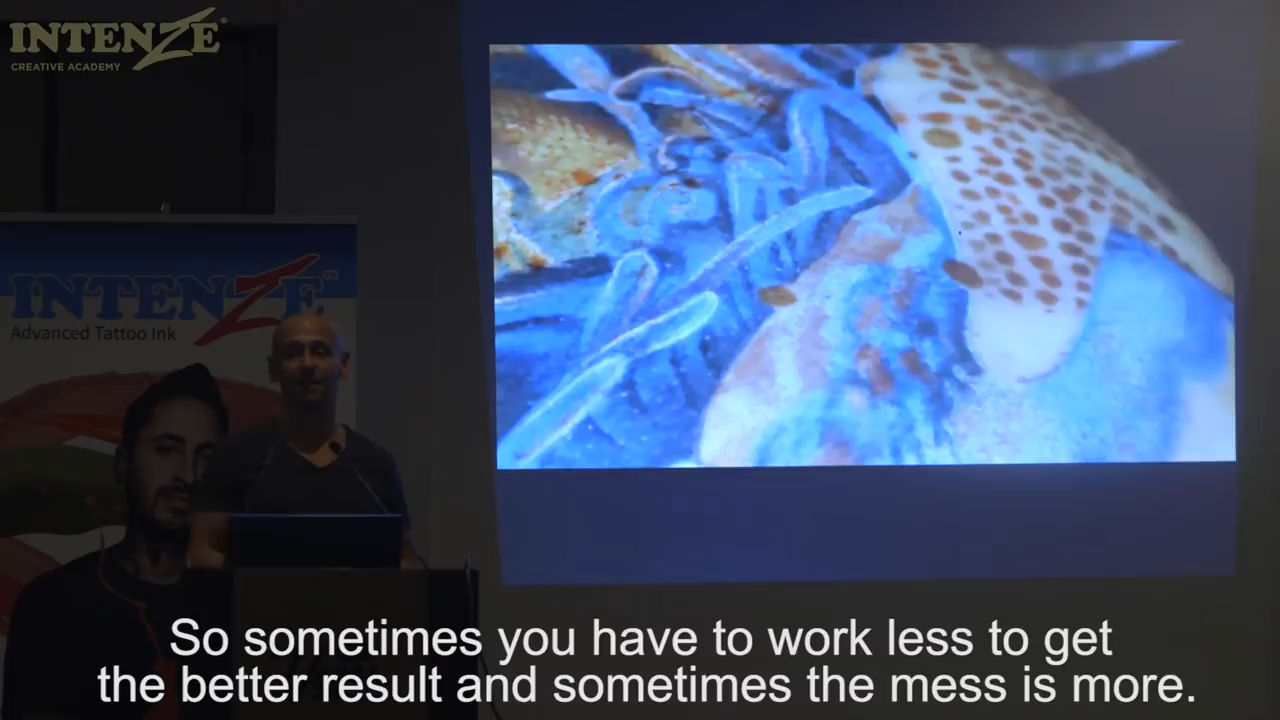 INTENZE
CREATIVE ACADEMY
INTENZE™
Advanced Tattoo Ink
So sometimes you have to work less to get
the better result and sometimes the mess is more.